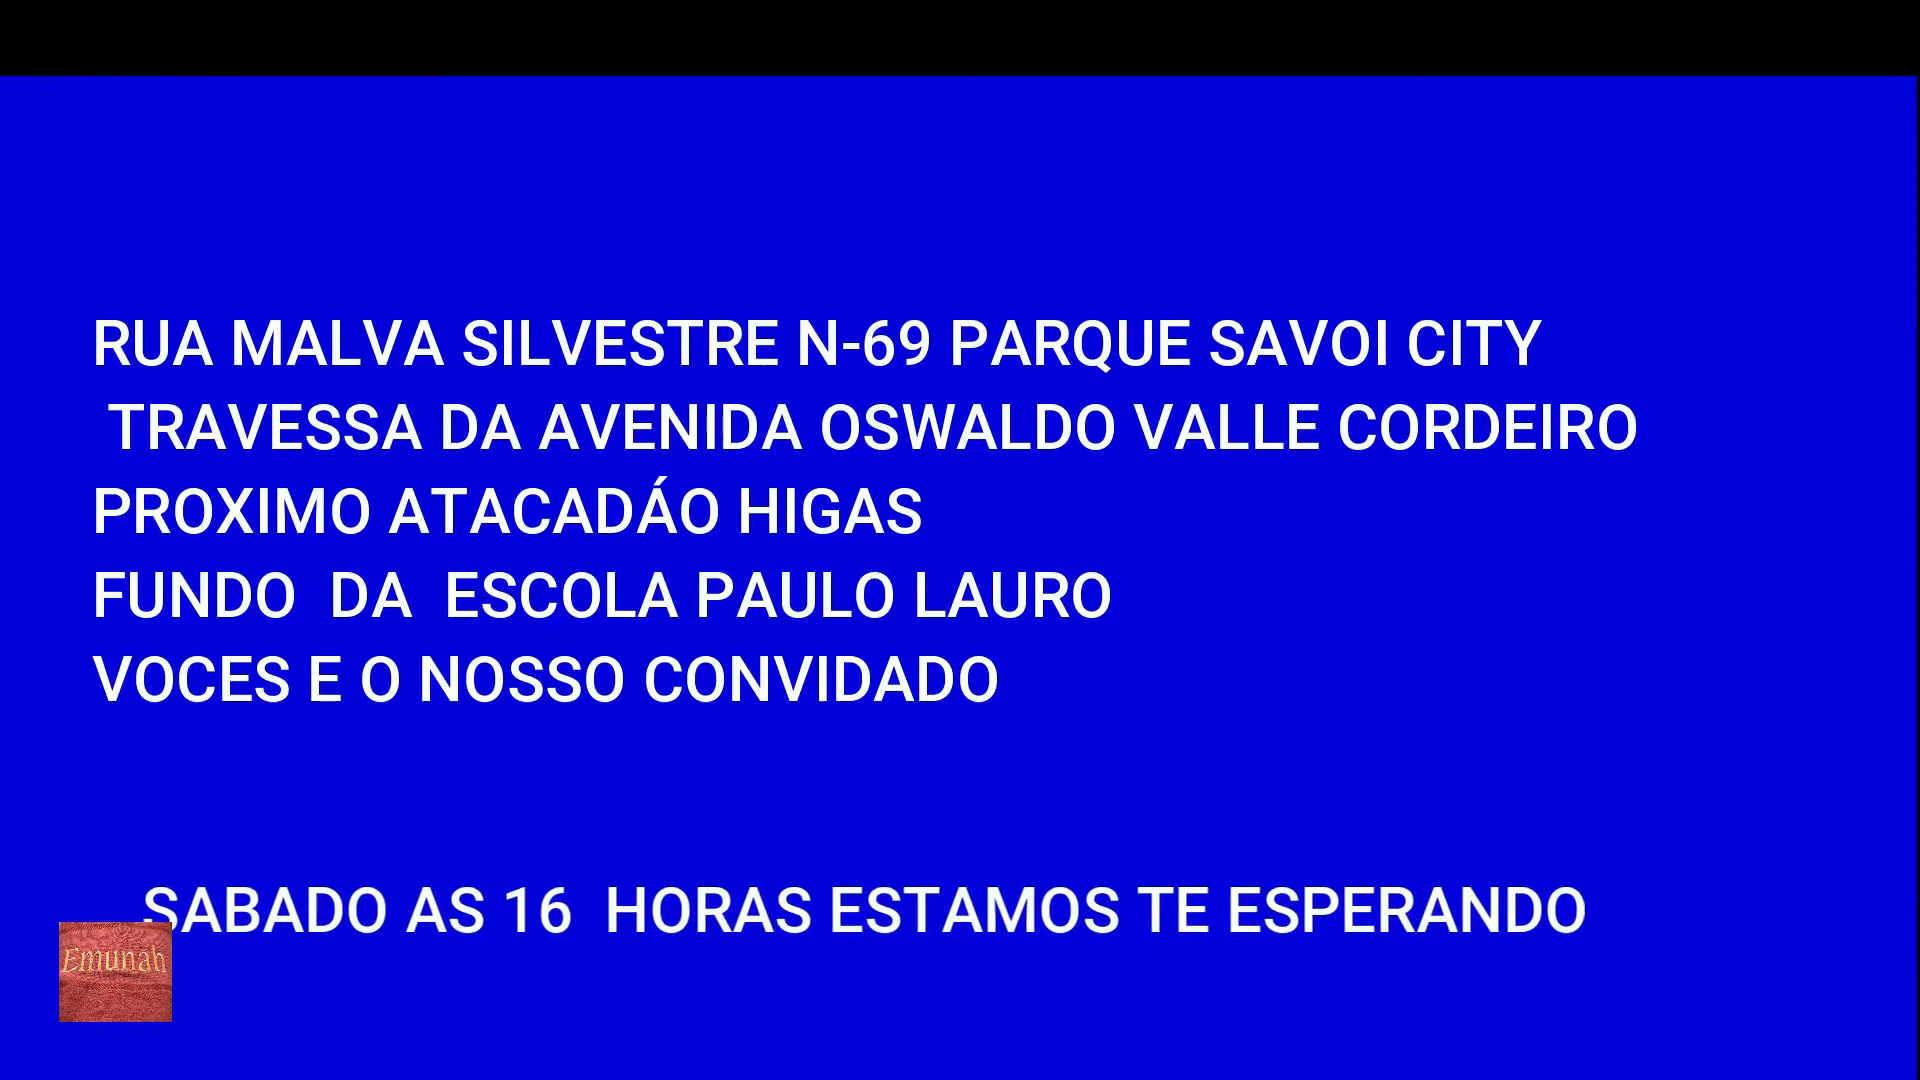 RUA MALVA SILVESTRE N-69 PARQUE SAVOI CITY
TRAVESSA DA AVENIDA OSWALDO VALLE CORDEIRO
PROXIMO ATACADÁO HIGAS
FUNDO  DA  ESCOLA PAULO LAURO
VOCES E O NOSSO CONVIDADO
SABADO AS 16  HORAS ESTAMOS TE ESPERANDO
Emunah